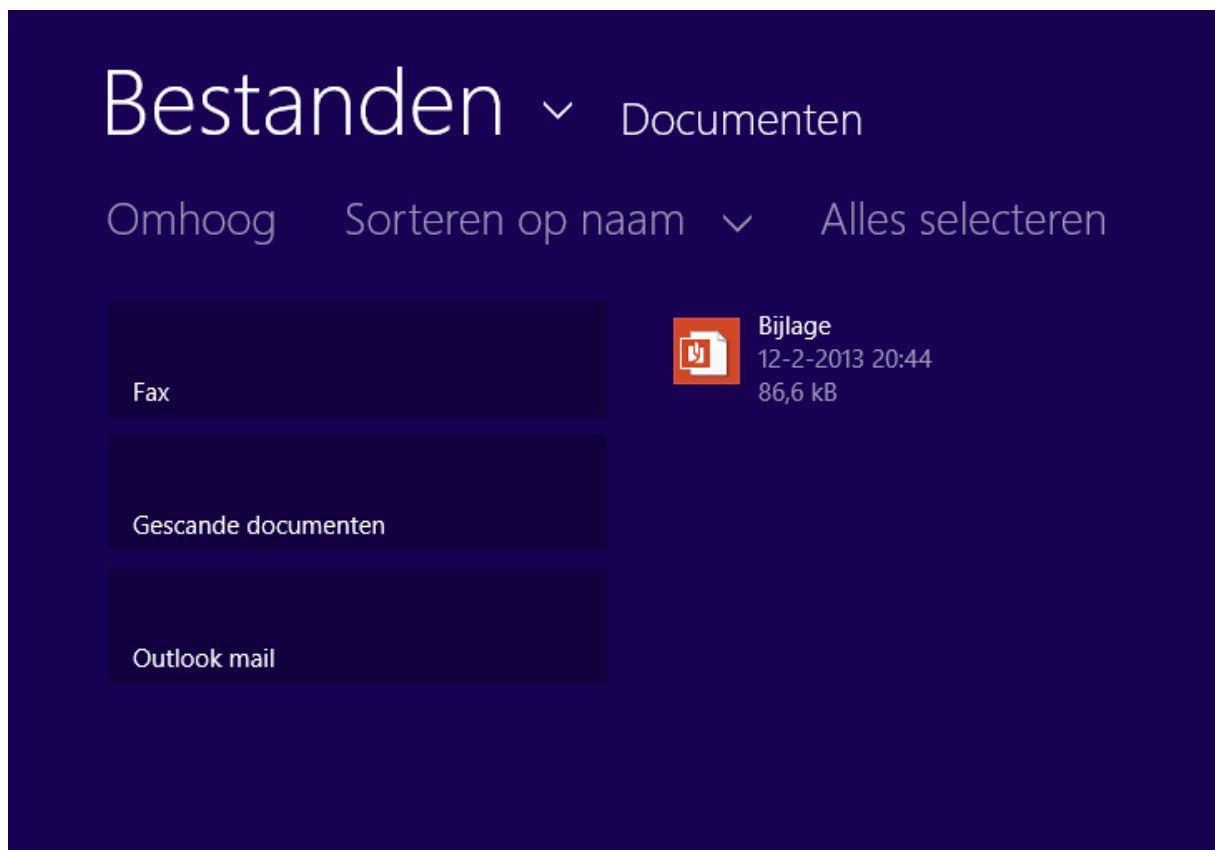 Bestanden Documenten
Omhoog Sorteren op naam Alles selecteren
Fax
Gescande documenten
Outlook mail
Bijlage
12-2-2013 20:44
86,6 kB